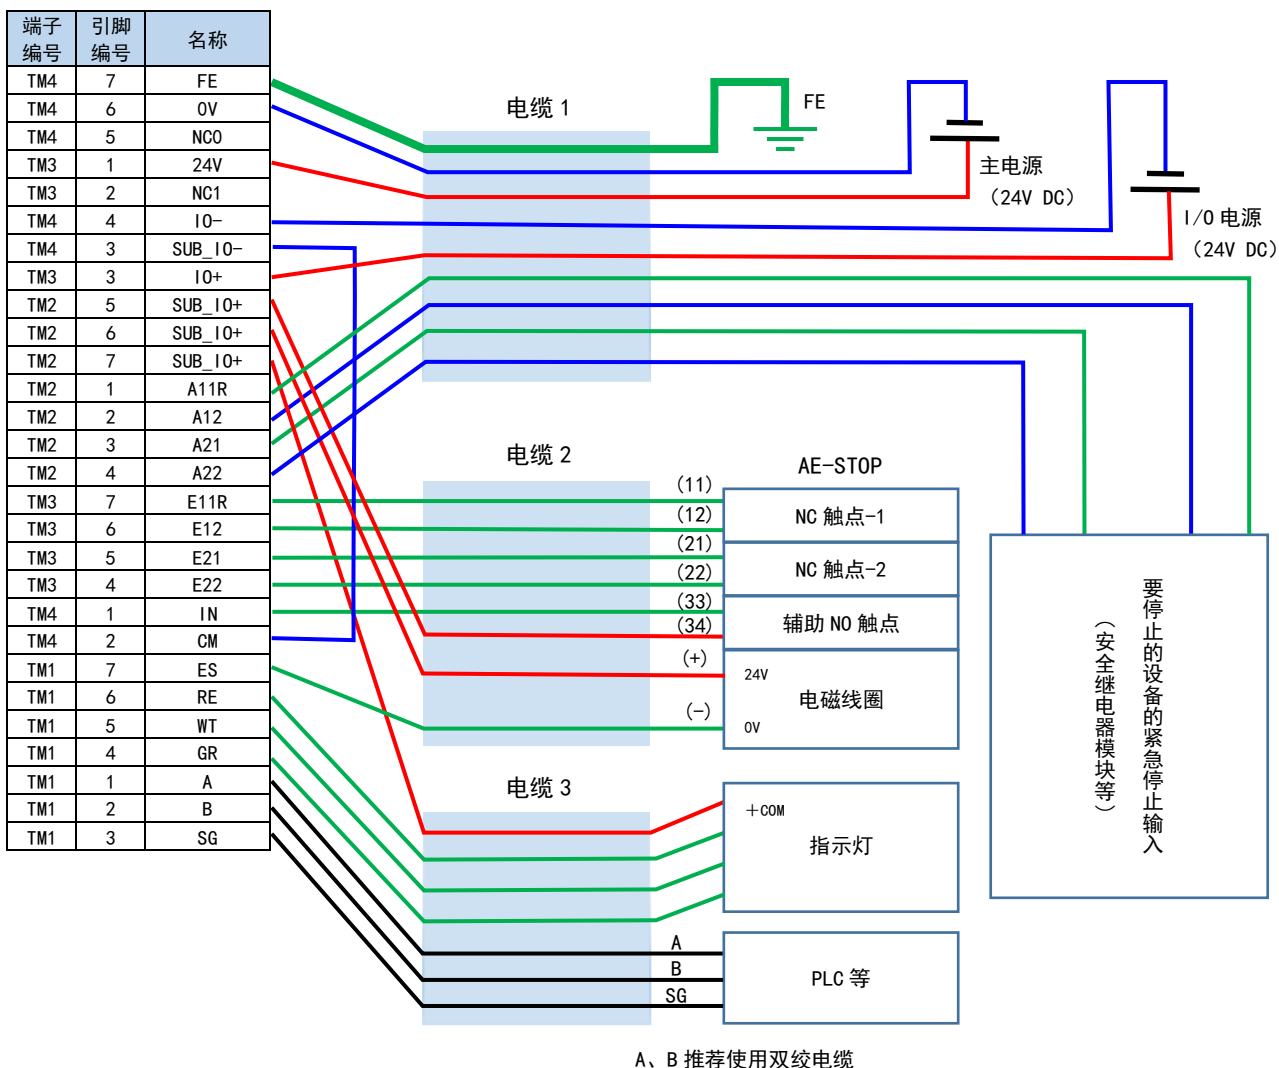 端子编号 引脚编号 名称
TM4 7 FE
TM4 6 0V
TM4 5 NC0
TM3 1 24V
TM3 2 NC1
TM4 4 IO-
TM4 3 SUB_IO-
TM3 3 IO+
TM2 5 SUB_IO+
TM2 6 SUB_IO+
TM2 7 SUB_IO+
TM2 1 A11R
TM2 2 A12
TM2 3 A21
TM2 4 A22
TM3 7 E11R
TM3 6 E12
TM3 5 E21
TM3 4 E22
TM4 1 IN
TM4 2 CM
TM1 7 ES
TM1 6 RE
TM1 5 WT
TM1 4 GR
TM1 1 A
TM1 2 B
TM1 3 SG
电缆 1
FE
主电源
（24V DC）
I/O 电源
（24V DC）
电缆 2
AE-STOP
(11)
(12)
NC 触点-1
(21)
(22)
NC 触点-2
(33)
(34)
辅助 NO 触点
(+)
24V
电磁线圈
(-)
0V
要停止的设备的紧急停止输入
（安全继电器模块等）
电缆 3
＋COM
指示灯
A
B
SG
PLC 等
A、B 推荐使用双绞电缆